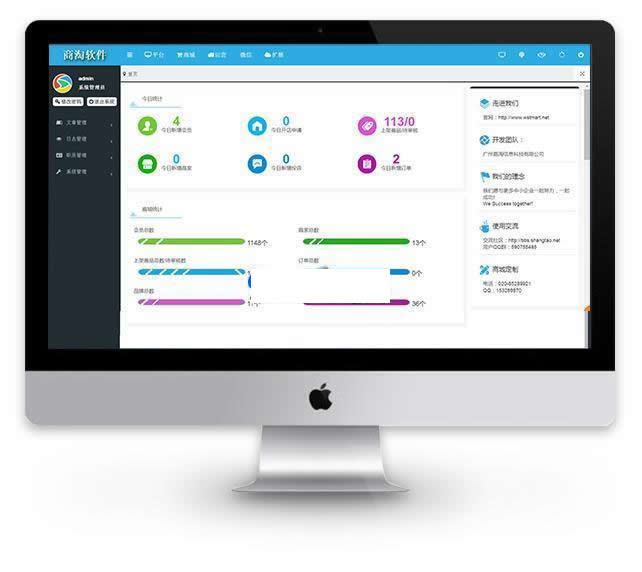 商淘软件
平台
商城
运营
微信
扩展
admin
系统管理员
修改密码
退出系统
首页
文章管理
日志管理
职员管理
系统管理
今日统计
4
今日新增会员
0
今日开店申请
113/0
上架商品/待审核
0
今日新增商家
0
今日新增投诉
2
今日新增订单
商城统计
会员总数
1148个
商家总数
13个
上架商品总数/待审核数
订单总数
0个
品牌总数
36个
走进我们
官网：http://www.wstmart.net
开发团队：
广州商淘信息科技有限公司
我们的理念
我们愿与更多中小企业一起努力，一起
成功!
We Success together!
使用交流
交流社区：http://bbs.shangtao.net
用户QQ群：
商城定制
电话：020-85289921
QQ：153289970